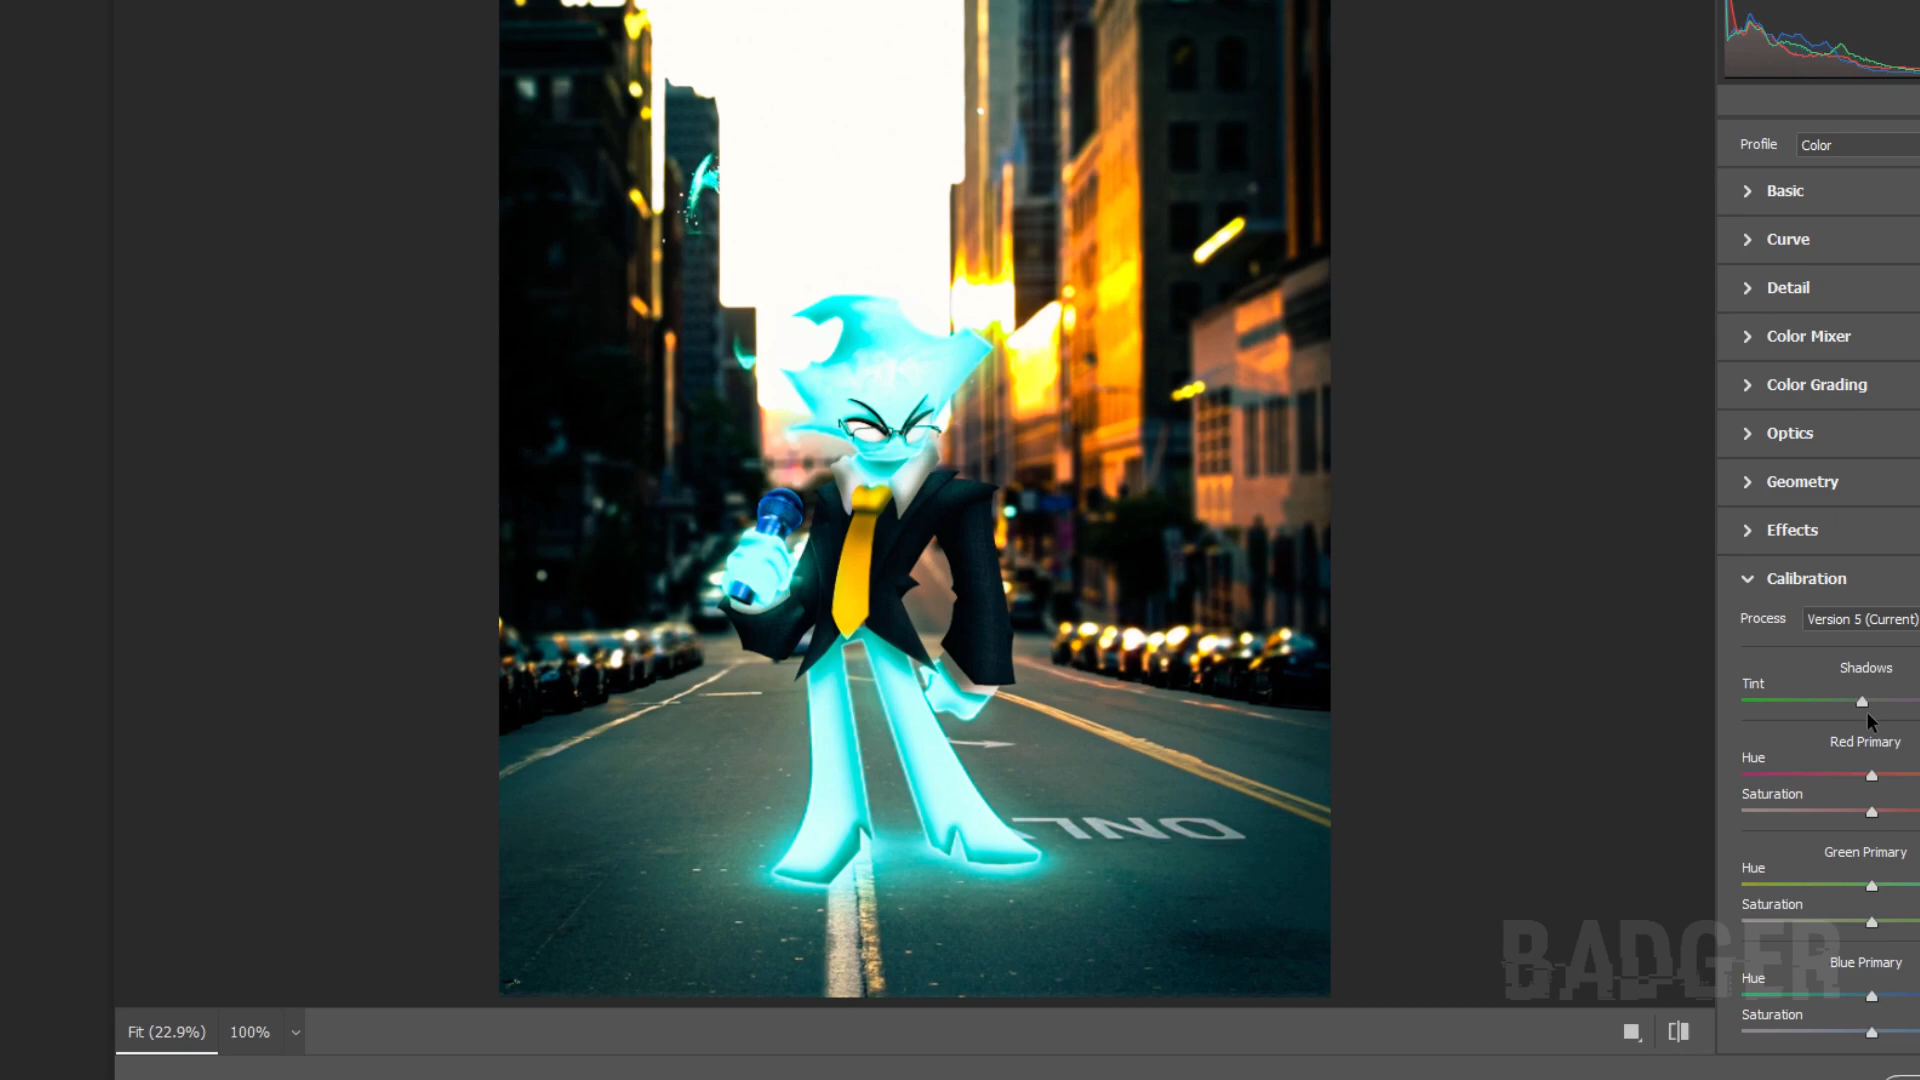 Profile
Color
Basic
Curve
Detail
Color Mixer
Color Grading
Optics
Geometry
Effects
Calibration
Process
Version 5 (Current)
Shadows
Tint
Red Primary
Hue
Saturation
Green Primary
Hue
Saturation
Blue Primary
Hue
Saturation
BADGER
ONL
Fit (22.9%)
100%